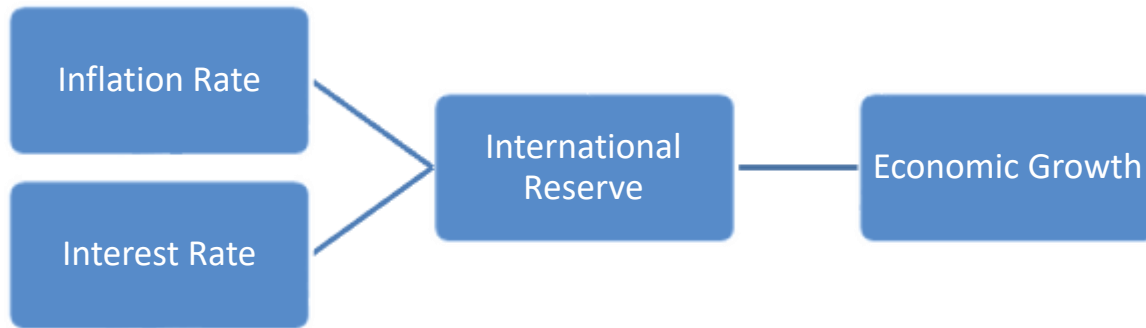 Inflation Rate
Interest Rate
International
Reserve
Economic Growth